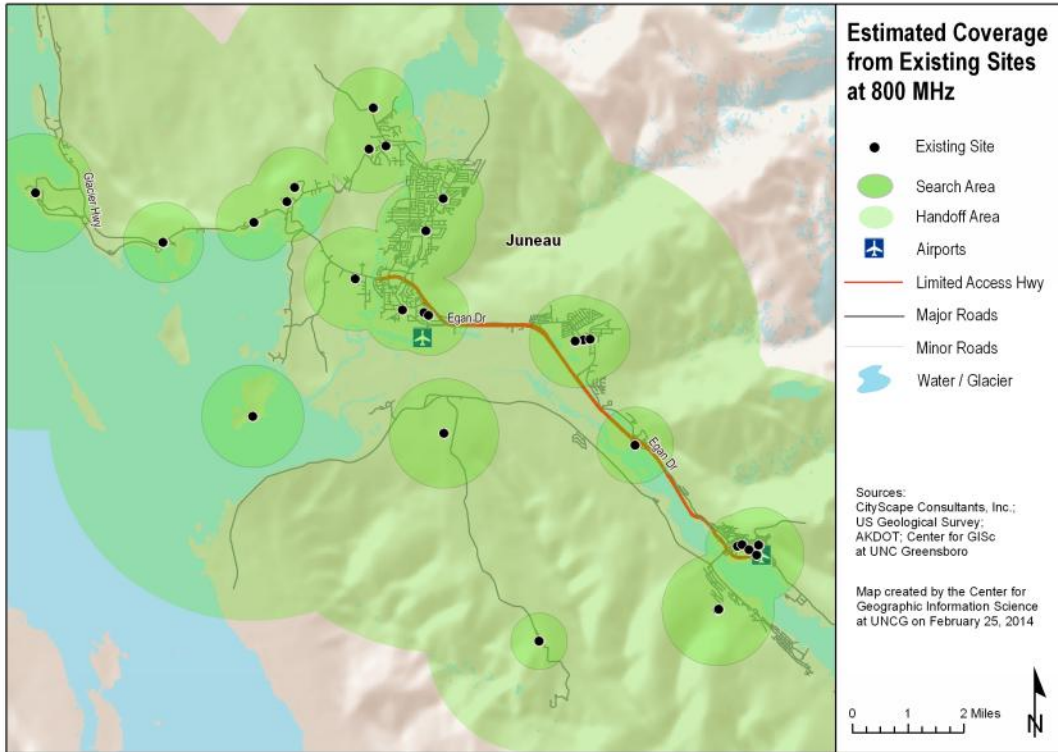 Glacier Hwy
Juneau
Egan Dr
Egan Dr
Estimated Coverage
from Existing Sites
at 800 MHz
Existing Site
Search Area
Handoff Area
Airports
Limited Access Hwy
Major Roads
Minor Roads
Water / Glacier
Sources:
CityScape Consultants, Inc.;
US Geological Survey;
AKDOT; Center for GISc
at UNC Greensboro
Map created by the Center for
Geographic Information Science
at UNCG on February 25, 2014
0 1 2 Miles
N